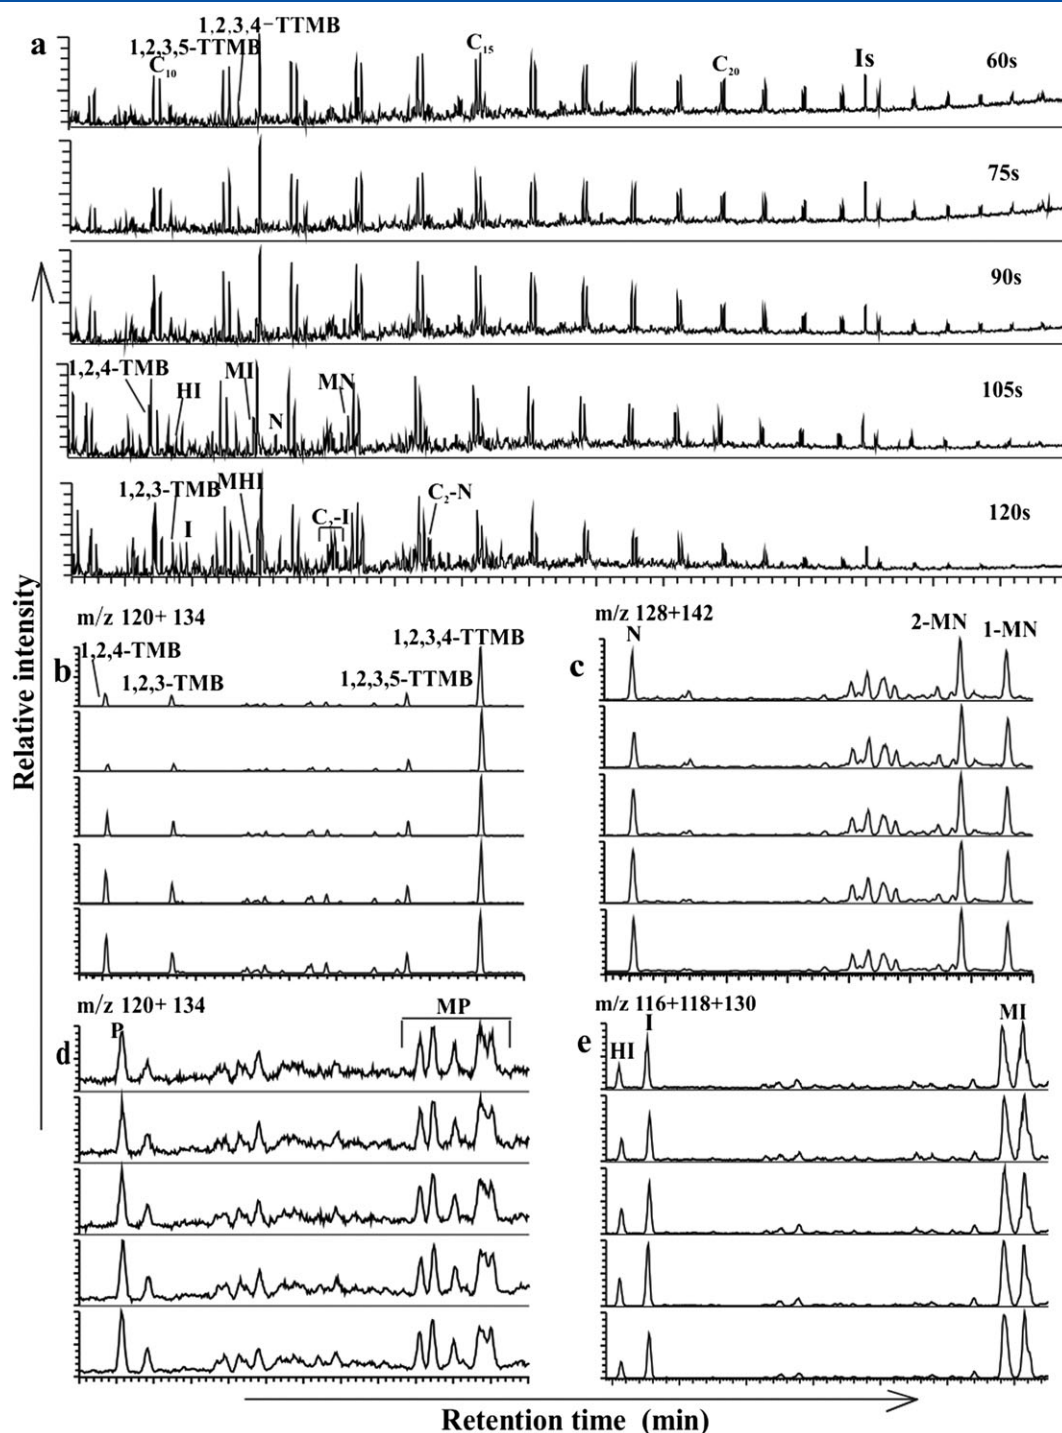 1,2,3,4-TTMB
a
1,2,3,5-TTMB
C₁₀
C₁₅
C₂₀
Is
60s
75s
90s
1,2,4-TMB
HI
MI
N
MN
105s
1,2,3-TMB
I
MHI
C₂-I
C₂-N
120s
Relative intensity
m/z 120+ 134
b
1,2,4-TMB
1,2,3-TMB
1,2,3,5-TTMB
1,2,3,4-TTMB
m/z 128+142
c
N
2-MN
1-MN
m/z 120+ 134
d
P
MP
m/z 116+118+130
e
HI
I
MI
Retention time (min)